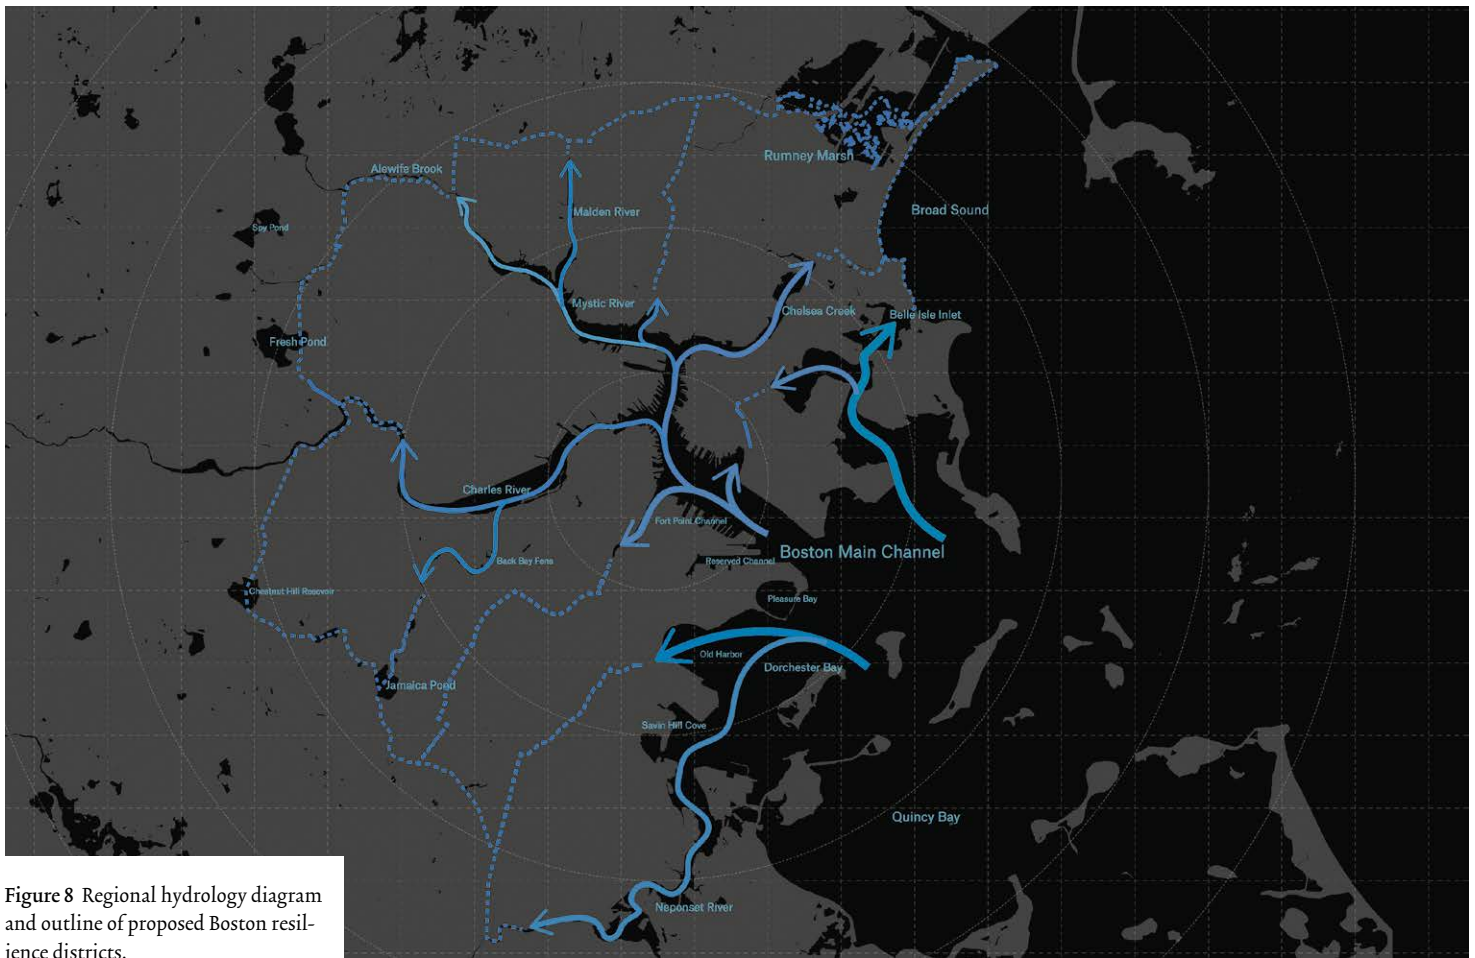 Rumney Marsh
Alewife Brook
Broad Sound
Malden River
Spy Pond
Mystic River
Chelsea Creek
Belle Isle Inlet
Fresh Pond
Charles River
Fort Point Channel
Boston Main Channel
Back Bay Fens
Reserved Channel
Chestnut Hill Resevoir
Pleasure Bay
Old Harbor
Dorchester Bay
Jamaica Pond
Savin Hill Cove
Quincy Bay
Neponset River
Figure 8 Regional hydrology diagram
and outline of proposed Boston resil-
ience districts.